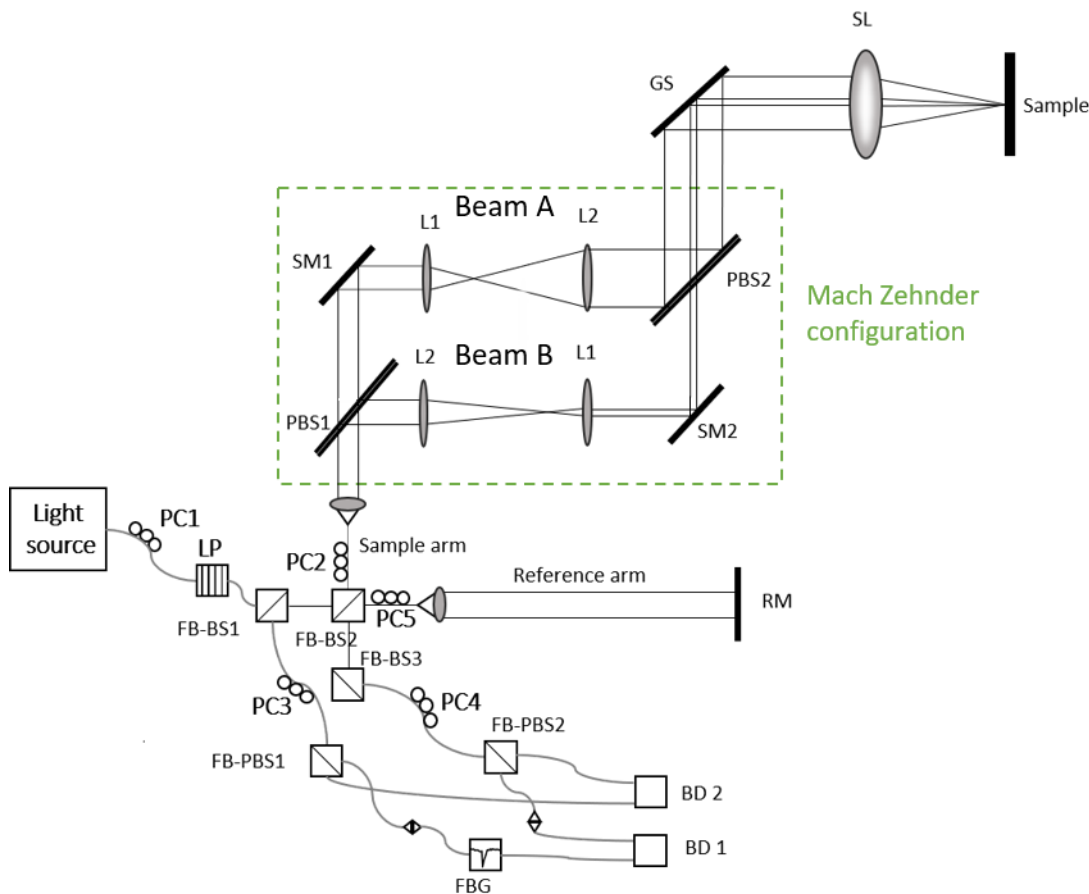 SL
GS
Sample
Beam A
L1
L2
SM1
PBS2
Mach Zehnder
configuration
Beam B
L2
L1
PBS1
SM2
Light
source
PC1
LP
PC2
Sample arm
Reference arm
RM
PC5
FB-BS1
FB-BS2
FB-BS3
PC3
PC4
FB-PBS2
FB-PBS1
BD 2
BD 1
FBG